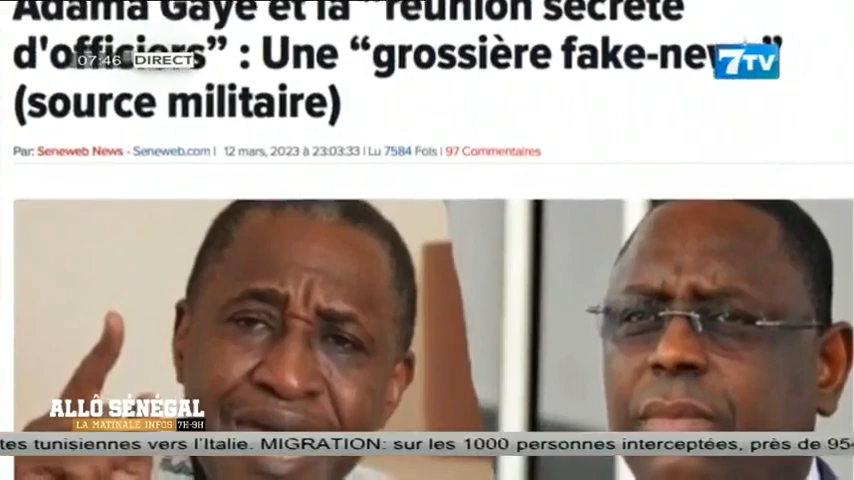 Adama Gaye et la “réunion secrète
d'officiers” : Une “grossière fake-news”
(source militaire)
07:46 DIRECT
7TV
Par: Seneweb News - Seneweb.com | 12 mars, 2023 à 23:03:33 | Lu 7584 Fois | 97 Commentaires
ALLÔ SÉNÉGAL
LA MATINALE INFOS 7H-9H
tes tunisiennes vers l'Italie. MIGRATION: sur les 1000 personnes interceptées, près de 954